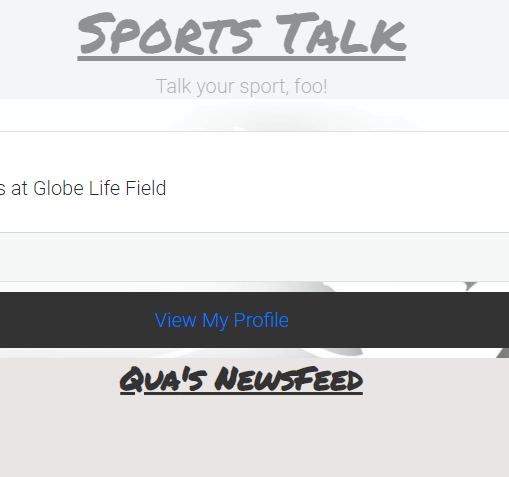 Sports Talk
Talk your sport, foo!
s at Globe Life Field
View My Profile
Qua's NewsFeed